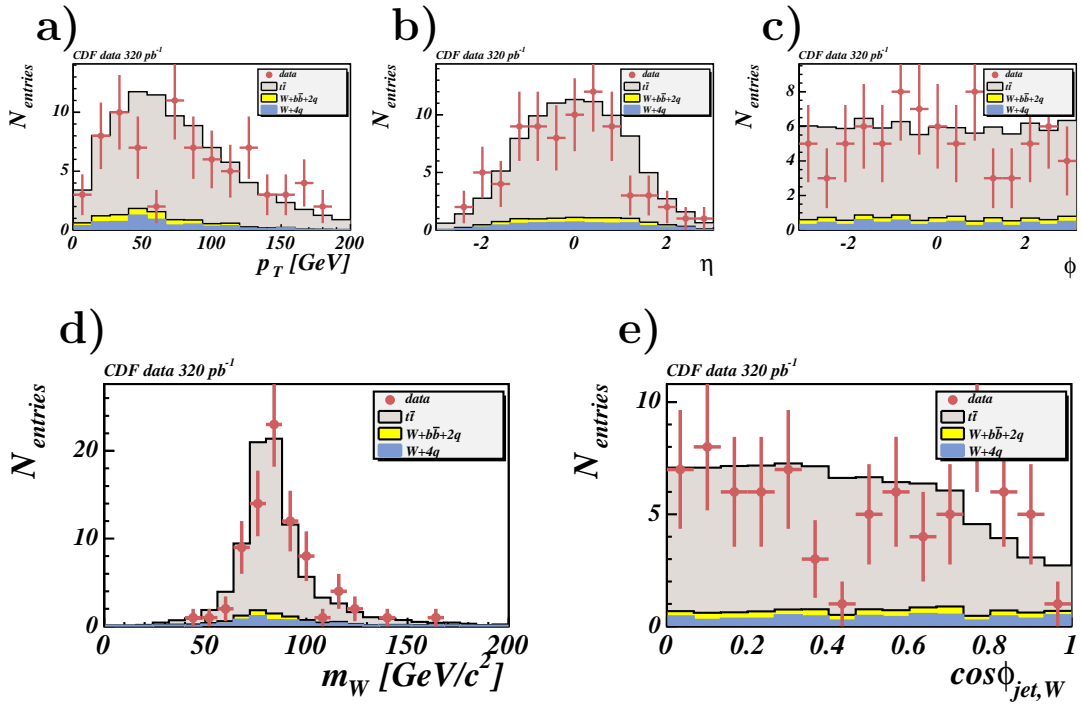 a)
CDF data 320 pb⁻¹
data
tt̄
W+bb̄+2q
W+4q
N entries
10
5
0
0 50 100 150 200
p_T [GeV]
b)
CDF data 320 pb⁻¹
data
tt̄
W+bb̄+2q
W+4q
N entries
10
5
0
-2 0 2
η
c)
CDF data 320 pb⁻¹
data
tt̄
W+bb̄+2q
W+4q
N entries
8
6
4
2
0
-2 0 2
ϕ
d)
CDF data 320 pb⁻¹
data
tt̄
W+bb̄+2q
W+4q
N entries
20
10
0
0 50 100 150 200
m_W [GeV/c²]
e)
CDF data 320 pb⁻¹
data
tt̄
W+bb̄+2q
W+4q
N entries
10
5
0
0 0.2 0.4 0.6 0.8 1
cosϕ_jet,W